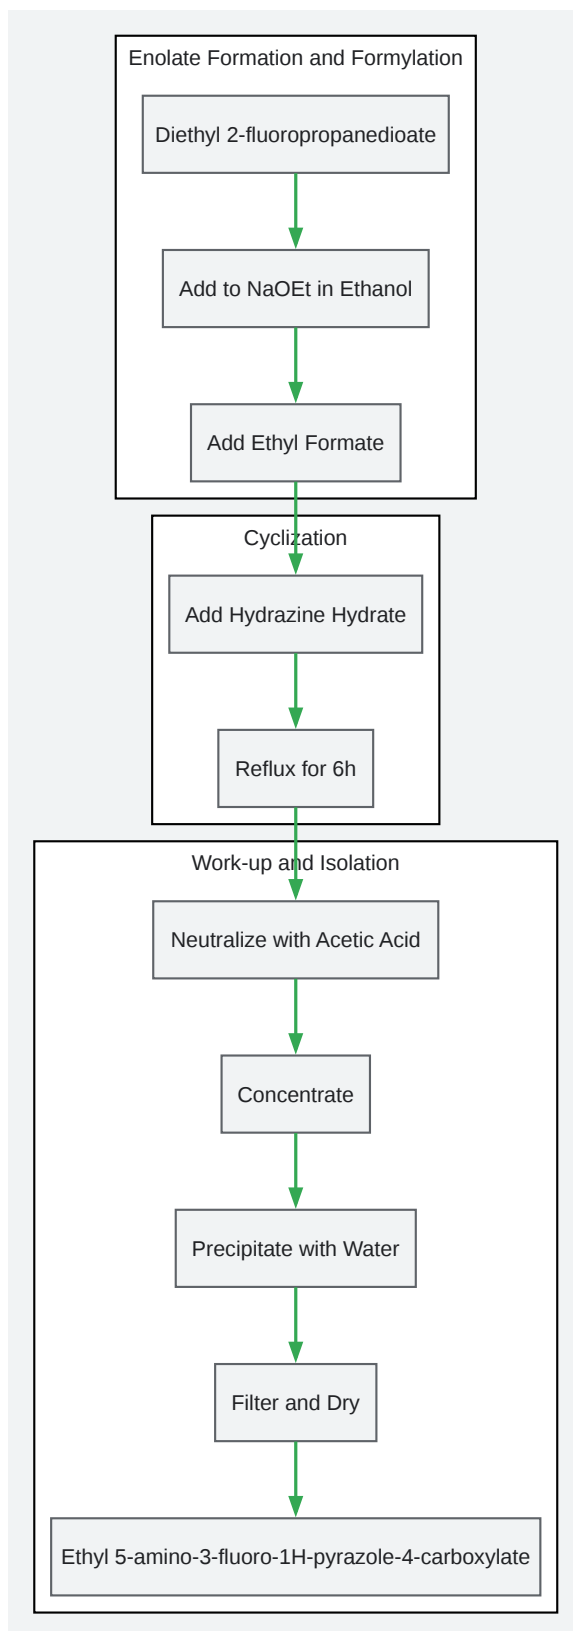 Enolate Formation and Formylation
Diethyl 2-fluoropropanedioate
Add to NaOEt in Ethanol
Add Ethyl Formate
Cyclization
Add Hydrazine Hydrate
Reflux for 6h
Work-up and Isolation
Neutralize with Acetic Acid
Concentrate
Precipitate with Water
Filter and Dry
Ethyl 5-amino-3-fluoro-1H-pyrazole-4-carboxylate